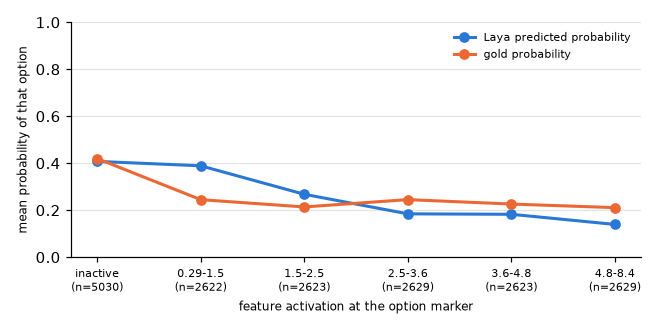 1.0
0.8
0.6
0.4
0.2
0.0
mean probability of that option
Laya predicted probability
gold probability
inactive 0.29-1.5 1.5-2.5 2.5-3.6 3.6-4.8 4.8-8.4
(n=5030) (n=2622) (n=2623) (n=2629) (n=2623) (n=2629)
feature activation at the option marker